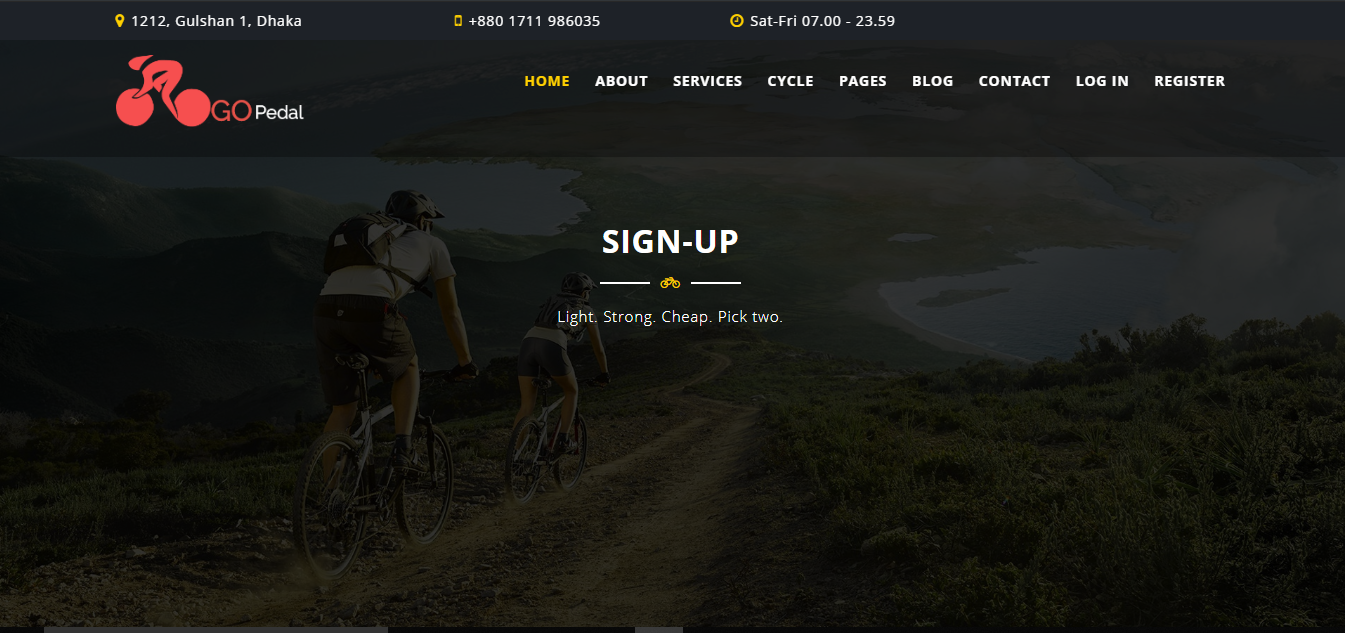 1212, Gulshan 1, Dhaka
+880 1711 986035
Sat-Fri 07.00 - 23.59
GO Pedal
HOME ABOUT SERVICES CYCLE PAGES BLOG CONTACT LOG IN REGISTER
SIGN-UP
Light. Strong. Cheap. Pick two.